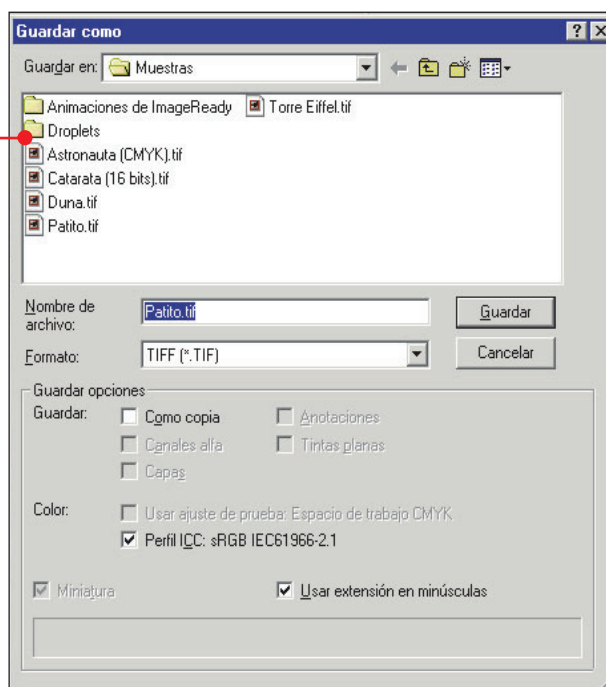 Guardar como
Guardar en: Muestras
Animaciones de ImageReady Torre Eiffel.tif
Droplets
Astronauta (CMYK).tif
Catarata (16 bits).tif
Duna.tif
Patito.tif
Nombre de archivo: Patito.tif Guardar
Formato: TIFF (*.TIF) Cancelar
Guardar opciones
Guardar: Como copia Anotaciones
Canales alfa Tintas planas
Capas
Color: Usar ajuste de prueba: Espacio de trabajo CMYK
Perfil ICC: sRGB IEC61966-2.1
Miniatura Usar extensión en minúsculas